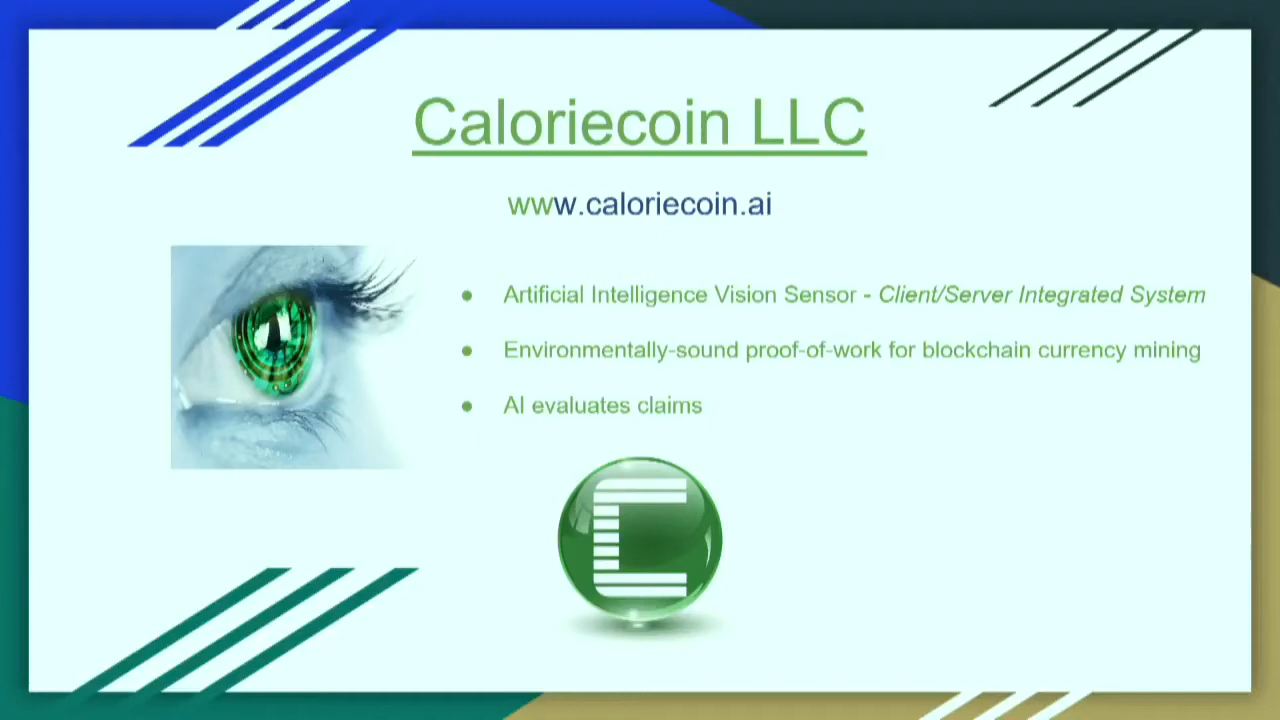 Caloriecoin LLC
www.caloriecoin.ai
● Artificial Intelligence Vision Sensor - Client/Server Integrated System
● Environmentally-sound proof-of-work for blockchain currency mining
● AI evaluates claims
C